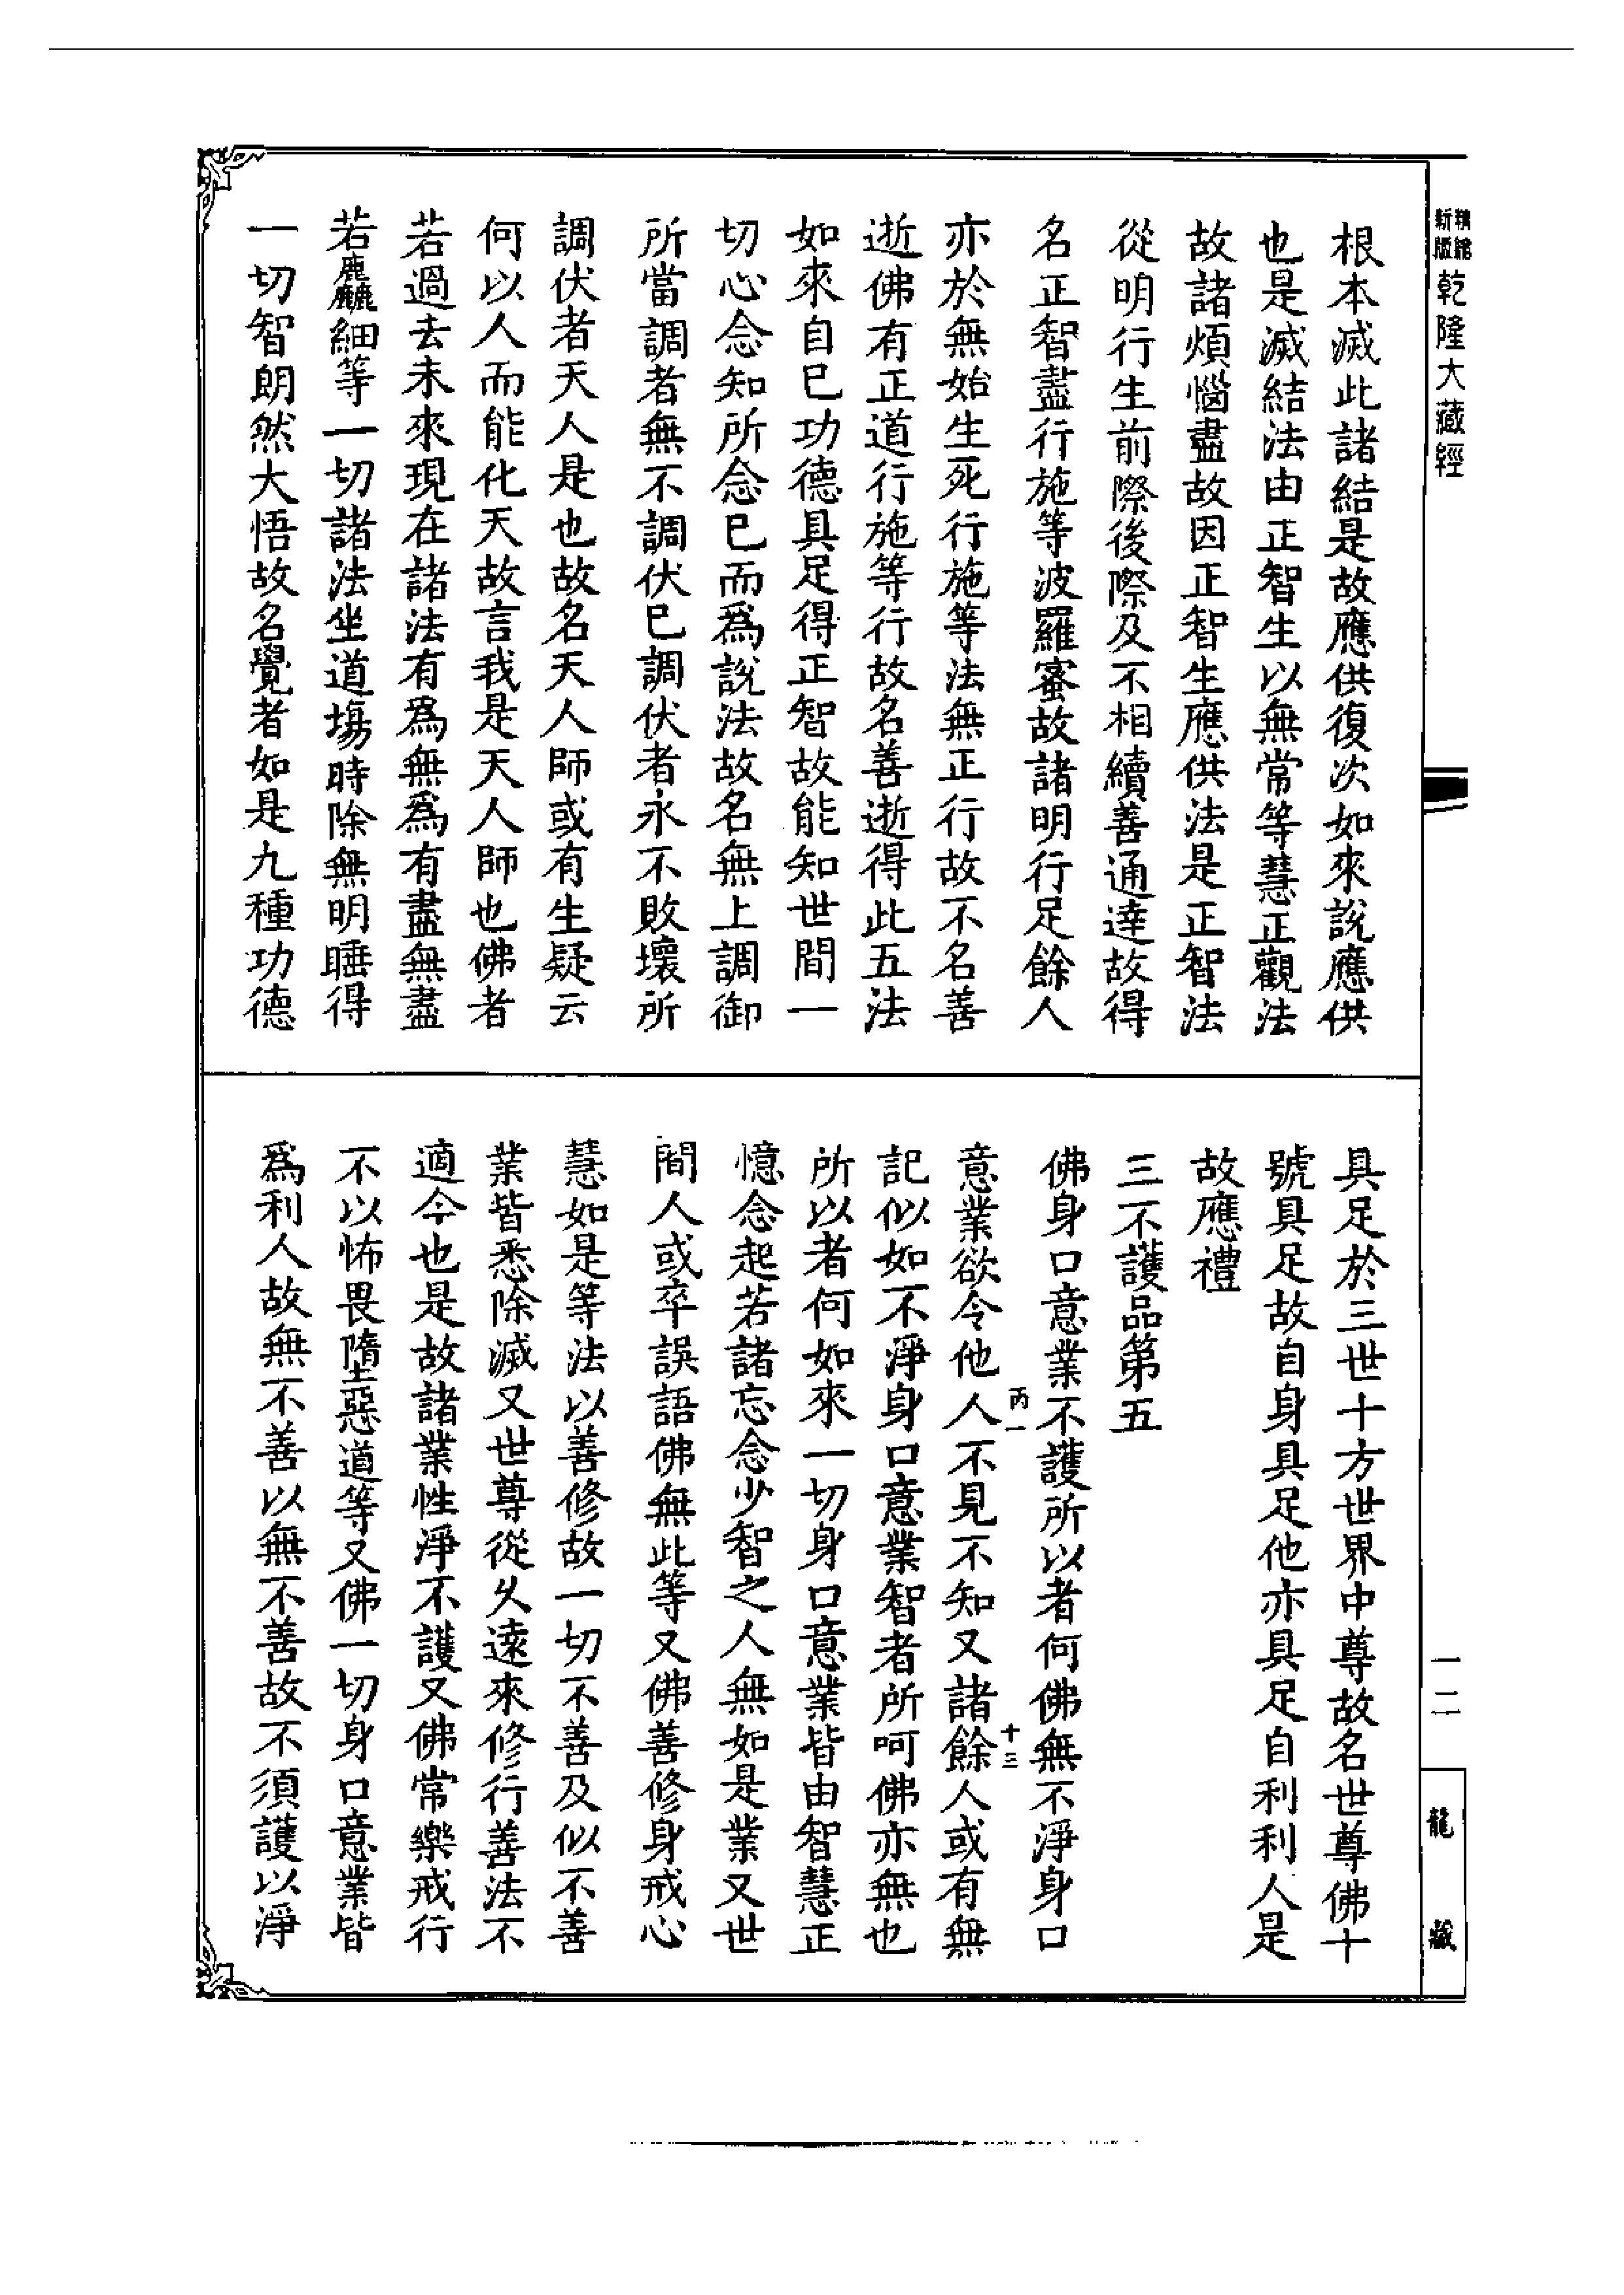 精縮
新版
乾隆大藏經
根本滅此諸結是故應供復次如來說應供
也是滅結法由正智生以無常等慧正觀法
故諸煩惱盡故因正智生應供法是正智法
從明行生前際後際及不相續善通達故得
名正智盡行施等波羅蜜故諸明行足餘人
亦於無始生死行施等法無正行故不名善
逝佛有正道行施等行故名善逝得此五法
如來自巳功德具足得正智故能知世間一
切心念知所念巳而爲說法故名無上調御
所當調者無不調伏巳調伏者永不敗壞所
調伏者天人是也故名天人師或有生疑云
何以人而能化天故言我是天人師也佛者
若過去未來現在諸法有爲無爲有盡無盡
若麤細等一切諸法坐道場時除無明睡得
一切智朗然大悟故名覺者如是九種功德
具足於三世十方世界中尊故名世尊佛十
號具足故自身具足他亦具足自利利人是
故應禮
三不護品第五
佛身口意業不護所以者何佛無不淨身口
丙一
十三
意業欲令他人不見不知又諸餘人或有無
記似如不淨身口意業智者所呵佛亦無也
所以者何如來一切身口意業皆由智慧正
憶念起若諸忘念少智之人無如是業又世
間人或卒誤語佛無此等又佛善修身戒心
慧如是等法以善修故一切不善及似不善
業皆悉除滅又世尊從久遠來修行善法不
適今也是故諸業性淨不護又佛常樂戒行
不以怖畏墮惡道等又佛一切身口意業皆
爲利人故無不善以無不善故不須護以淨
一二
龍藏